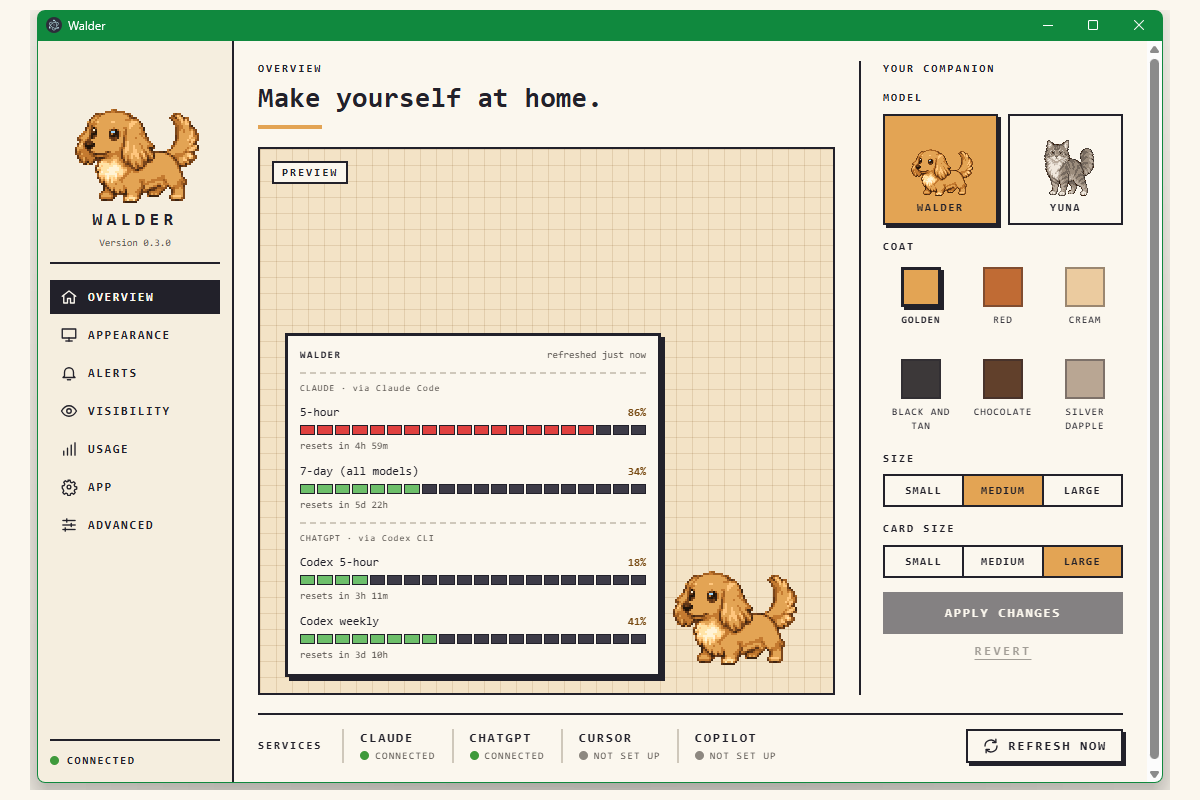 Walder
WALDER
Version 0.3.0
OVERVIEW
APPEARANCE
ALERTS
VISIBILITY
USAGE
APP
ADVANCED
CONNECTED
OVERVIEW
Make yourself at home.
PREVIEW
WALDER refreshed just now
CLAUDE · via Claude Code
5-hour 86%
resets in 4h 59m
7-day (all models) 34%
resets in 5d 22h
CHATGPT · via Codex CLI
Codex 5-hour 18%
resets in 3h 11m
Codex weekly 41%
resets in 3d 10h
YOUR COMPANION
MODEL
WALDER YUNA
COAT
GOLDEN RED CREAM
BLACK AND TAN CHOCOLATE SILVER DAPPLE
SIZE
SMALL MEDIUM LARGE
CARD SIZE
SMALL MEDIUM LARGE
APPLY CHANGES
REVERT
SERVICES
CLAUDE
CONNECTED
CHATGPT
CONNECTED
CURSOR
NOT SET UP
COPILOT
NOT SET UP
REFRESH NOW